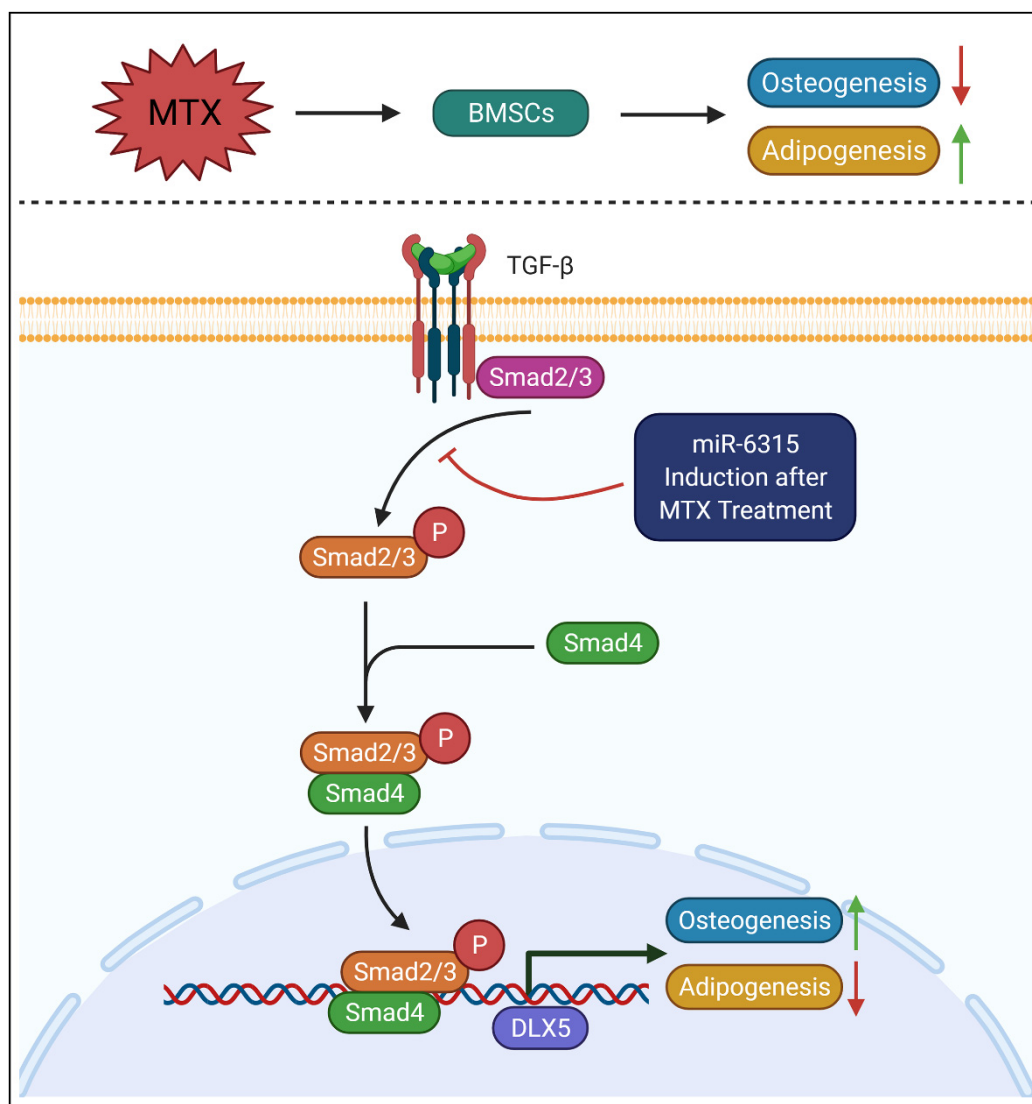 MTX
BMSCs
Osteogenesis
Adipogenesis
TGF-β
Smad2/3
miR-6315
Induction after
MTX Treatment
P
Smad2/3
Smad4
P
Smad2/3
Smad4
Osteogenesis
P
Smad2/3
Adipogenesis
Smad4
DLX5